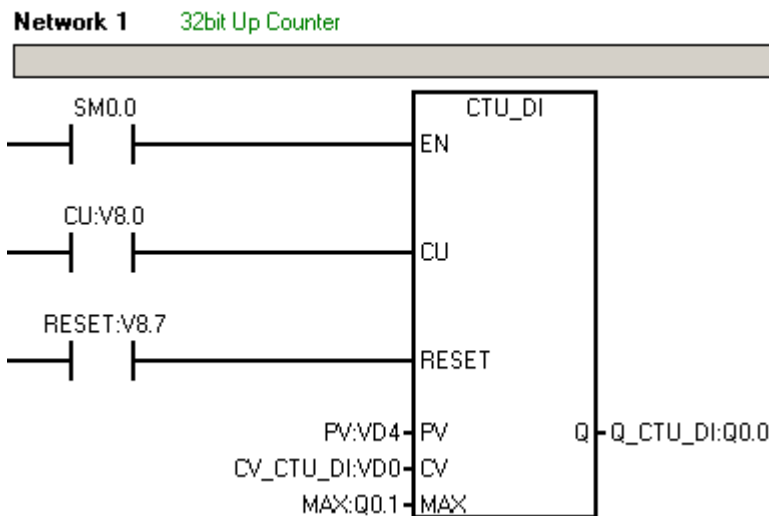 Network 1 32bit Up Counter
SM0.0 CTU_DI
EN
CU:V8.0
CU
RESET:V8.7
RESET
PV:VD4 PV Q Q_CTU_DI:Q0.0
CV_CTU_DI:VD0 CV
MAX:Q0.1 MAX